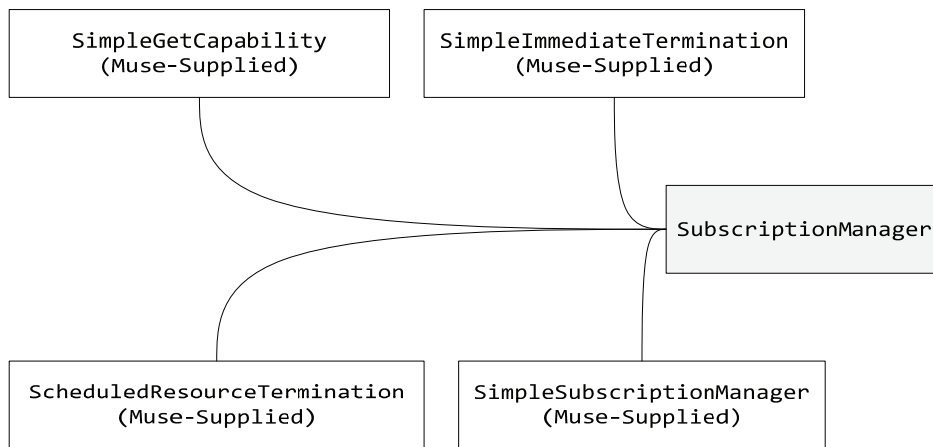 SimpleGetCapability
(Muse-Supplied)
SimpleImmediateTermination
(Muse-Supplied)
SubscriptionManager
ScheduledResourceTermination
(Muse-Supplied)
SimpleSubscriptionManager
(Muse-Supplied)